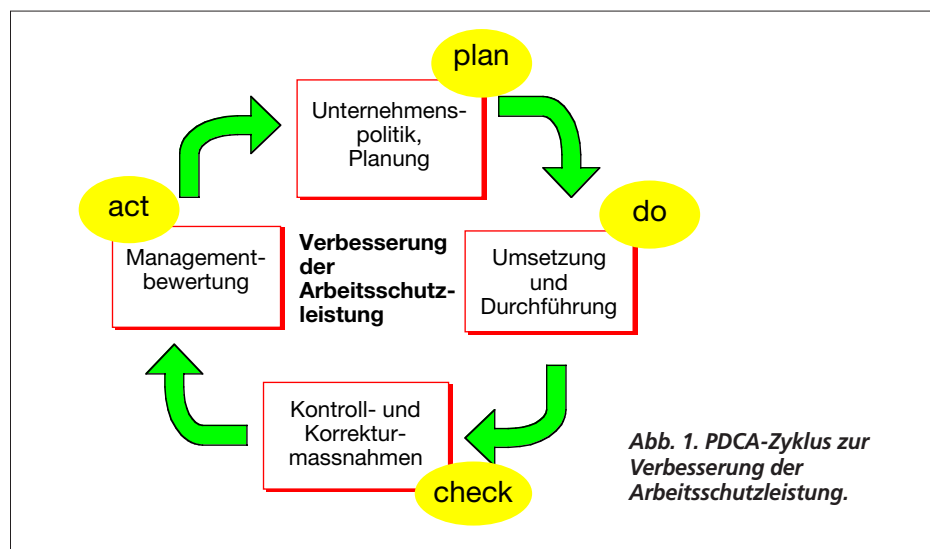 plan
Unternehmens-
politik,
Planung
do
Umsetzung
und
Durchführung
check
Kontroll- und
Korrektur-
massnahmen
act
Management-
bewertung
Verbesserung
der
Arbeitsschutz-
leistung
Abb. 1. PDCA-Zyklus zur
Verbesserung der
Arbeitsschutzleistung.